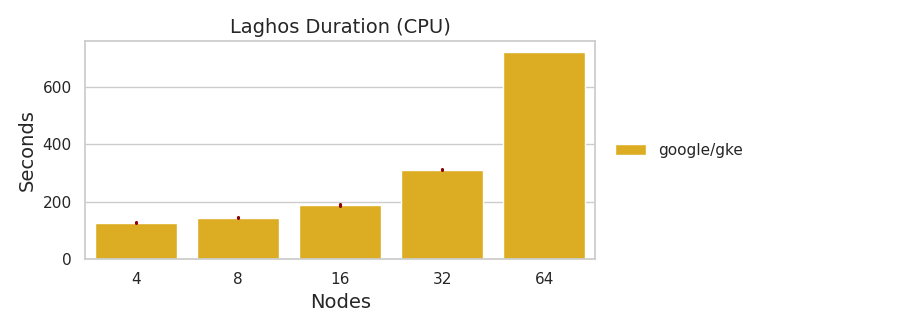 Laghos Duration (CPU)
Seconds
600
400
200
0
4 8 16 32 64
Nodes
google/gke